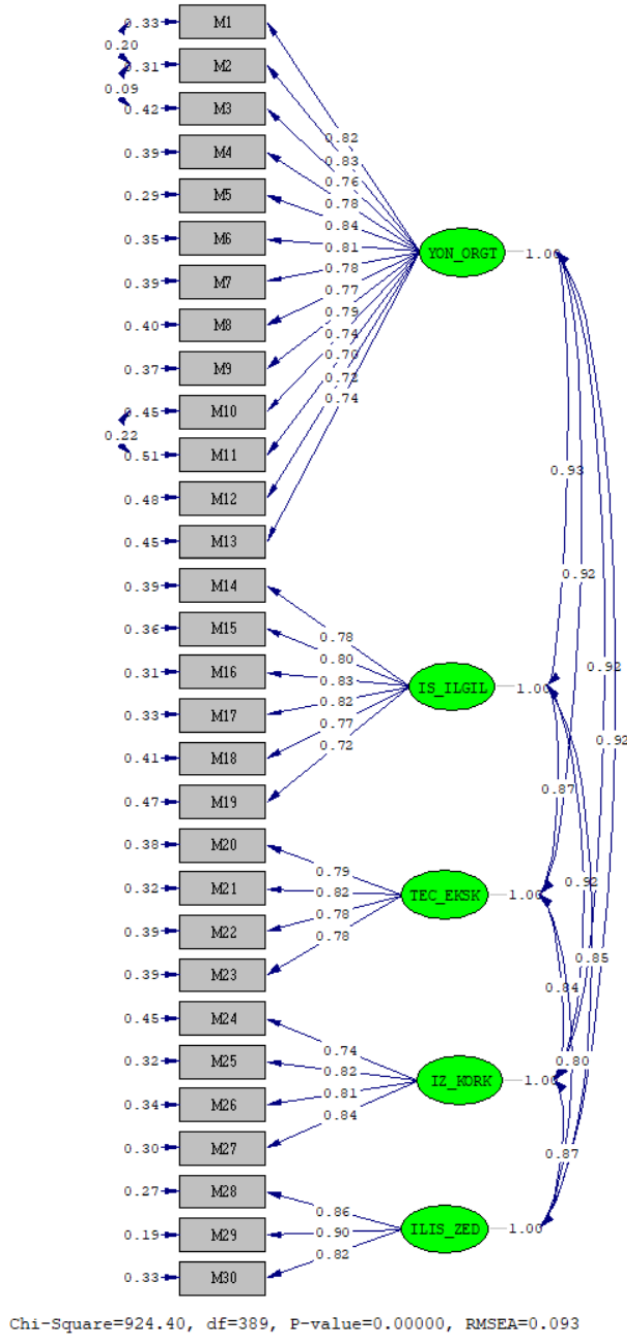 0.33 M1
0.20
0.31 M2
0.09
0.42 M3
0.39 M4
0.29 M5
0.35 M6
0.39 M7
0.40 M8
0.37 M9
0.45 M10
0.22
0.51 M11
0.48 M12
0.45 M13
0.82
0.83
0.76
0.78
0.84
0.81
0.78
0.77
0.79
0.74
0.70
0.72
0.74
YON_ORGT 1.00
0.39 M14
0.36 M15
0.31 M16
0.33 M17
0.41 M18
0.47 M19
0.78
0.80
0.83
0.82
0.77
0.72
IS_ILGIL 1.00
0.38 M20
0.32 M21
0.39 M22
0.39 M23
0.79
0.82
0.78
0.78
TEC_EKSK 1.00
0.45 M24
0.32 M25
0.34 M26
0.30 M27
0.74
0.82
0.81
0.84
IZ_KORK 1.00
0.27 M28
0.19 M29
0.33 M30
0.86
0.90
0.82
ILIS_ZED 1.00
0.93
0.92
0.92
0.92
0.87
0.92
0.85
0.84
0.80
0.87
Chi-Square=924.40, df=389, P-value=0.00000, RMSEA=0.093